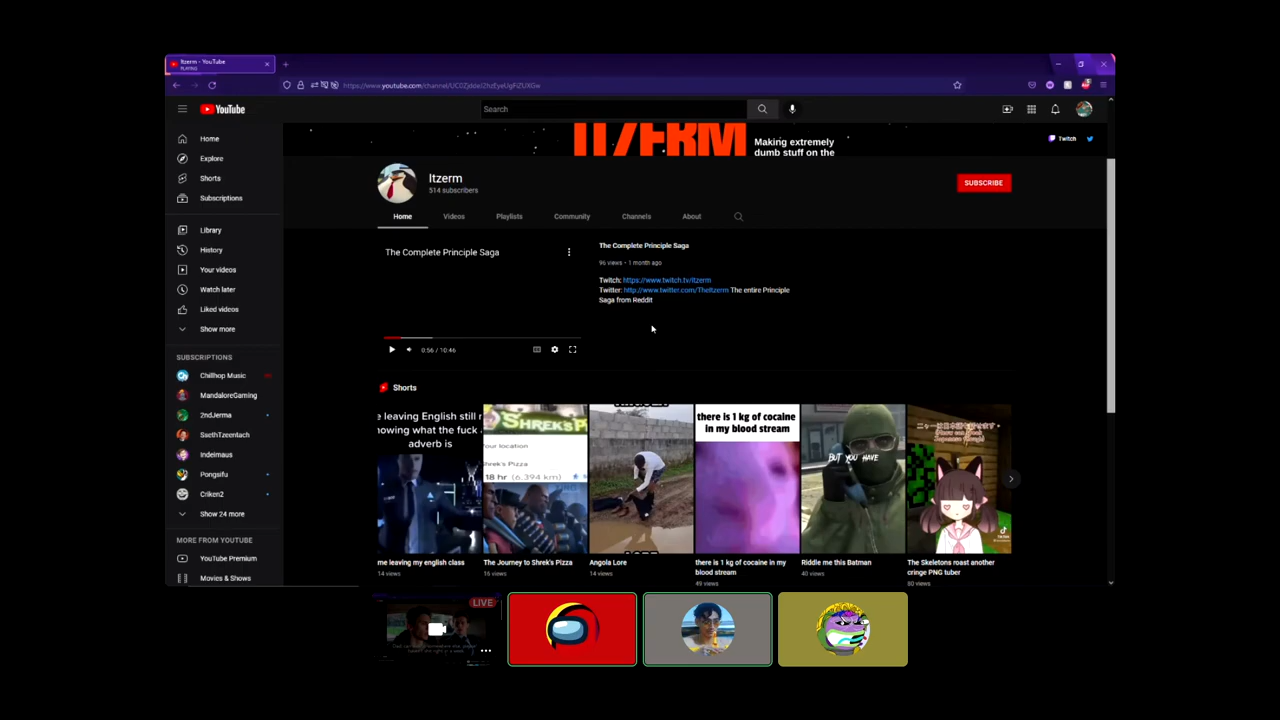 Itzerm - YouTube
PLAYING
https://www.youtube.com/channel/
YouTube
Search
ITZERM
Making extremely
dumb stuff on the
Twitch
Home
Explore
Shorts
Subscriptions
Library
History
Your videos
Watch later
Liked videos
Show more
SUBSCRIPTIONS
Chillhop Music
MandaloreGaming
2ndJerma
SsethTzeentach
Indeimaus
Pongsifu
Criken2
Show 24 more
MORE FROM YOUTUBE
YouTube Premium
Movies & Shows
Itzerm
514 subscribers
SUBSCRIBE
Home Videos Playlists Community Channels About
The Complete Principle Saga
0:56 / 10:46
The Complete Principle Saga
96 views • 1 month ago
Twitch: https://www.twitch.tv/itzerm
Twitter: http://www.twitter.com/TheItzerm The entire Principle
Saga from Reddit
Shorts
e leaving English still
nowing what the fuck
adverb is
SHREK'S P
our location
hrek's Pizza
18 hr (6.394 km)
ANGOLA
LORE
there is 1 kg of cocaine
in my blood stream
BUT YOU HAVE
TikTok
me leaving my english class
14 views
The Journey to Shrek's Pizza
16 views
Angola Lore
14 views
there is 1 kg of cocaine in my
blood stream
49 views
Riddle me this Batman
40 views
The Skeletons roast another
cringe PNG tuber
80 views
LIVE